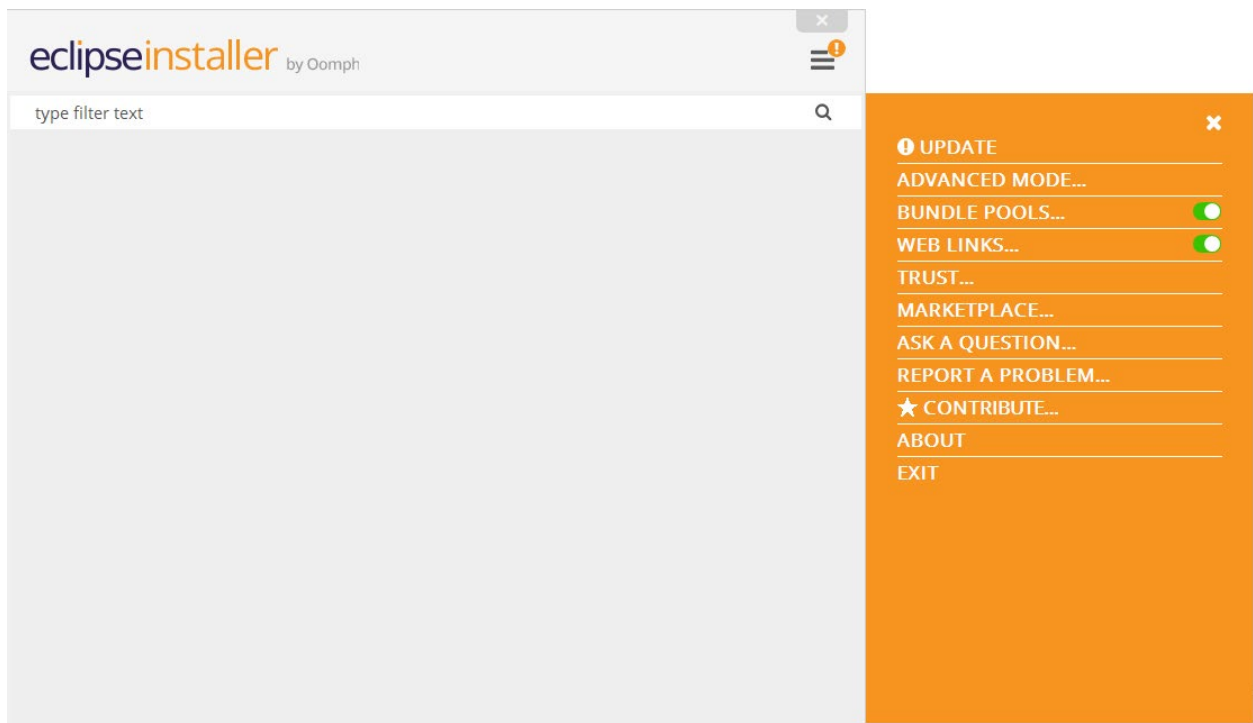 eclipseinstaller by Oomph
type filter text
UPDATE
ADVANCED MODE...
BUNDLE POOLS...
WEB LINKS...
TRUST...
MARKETPLACE...
ASK A QUESTION...
REPORT A PROBLEM...
CONTRIBUTE...
ABOUT
EXIT